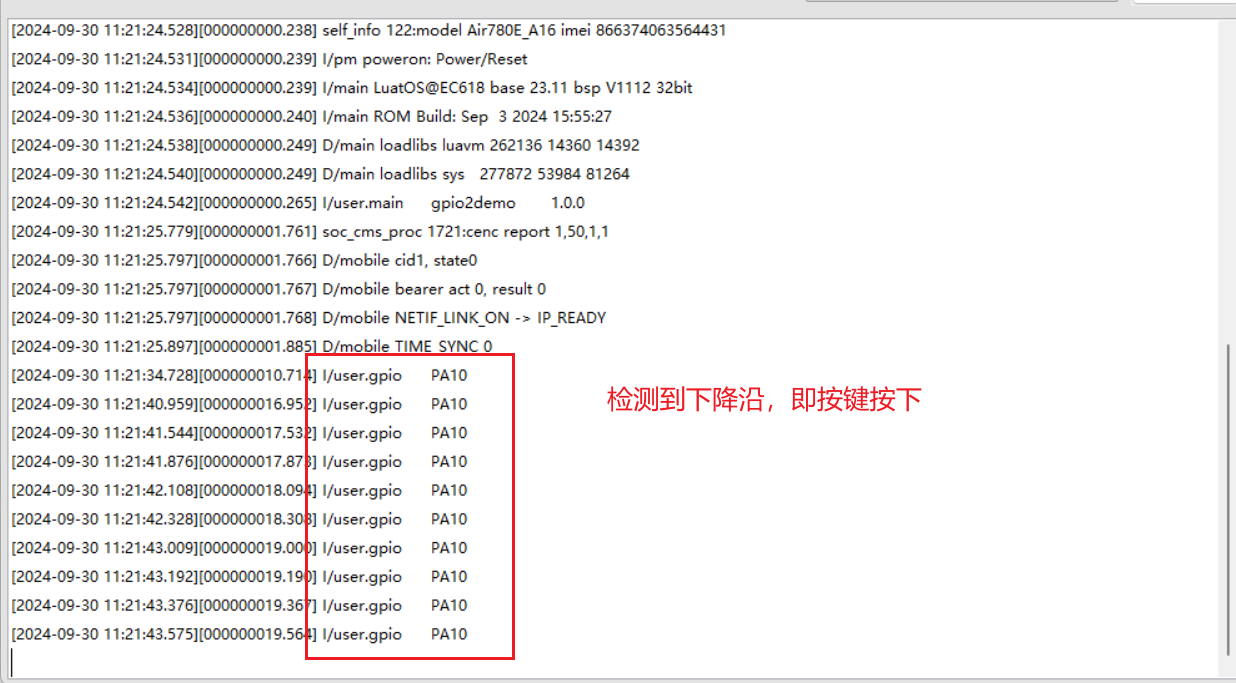 [2024-09-30 11:21:24.528][000000000.238] self_info 122:model Air780E_A16 imei 866374063564431
[2024-09-30 11:21:24.531][000000000.239] I/pm poweron: Power/Reset
[2024-09-30 11:21:24.534][000000000.239] I/main LuatOS@EC618 base 23.11 bsp V1112 32bit
[2024-09-30 11:21:24.536][000000000.240] I/main ROM Build: Sep  3 2024 15:55:27
[2024-09-30 11:21:24.538][000000000.249] D/main loadlibs luavm 262136 14360 14392
[2024-09-30 11:21:24.540][000000000.249] D/main loadlibs sys   277872 53984 81264
[2024-09-30 11:21:24.542][000000000.265] I/user.main	gpio2demo	1.0.0
[2024-09-30 11:21:25.779][000000001.761] soc_cms_proc 1721:cenc report 1,50,1,1
[2024-09-30 11:21:25.797][000000001.766] D/mobile cid1, state0
[2024-09-30 11:21:25.797][000000001.767] D/mobile bearer act 0, result 0
[2024-09-30 11:21:25.797][000000001.768] D/mobile NETIF_LINK_ON -> IP_READY
[2024-09-30 11:21:25.897][000000001.885] D/mobile TIME_SYNC 0
[2024-09-30 11:21:34.728][000000010.714] I/user.gpio	PA10
[2024-09-30 11:21:40.959][000000016.952] I/user.gpio	PA10
[2024-09-30 11:21:41.544][000000017.532] I/user.gpio	PA10
[2024-09-30 11:21:41.876][000000017.873] I/user.gpio	PA10
[2024-09-30 11:21:42.108][000000018.094] I/user.gpio	PA10
[2024-09-30 11:21:42.328][000000018.308] I/user.gpio	PA10
[2024-09-30 11:21:43.009][000000019.000] I/user.gpio	PA10
[2024-09-30 11:21:43.192][000000019.190] I/user.gpio	PA10
[2024-09-30 11:21:43.376][000000019.367] I/user.gpio	PA10
[2024-09-30 11:21:43.575][000000019.564] I/user.gpio	PA10
检测到下降沿，即按键按下